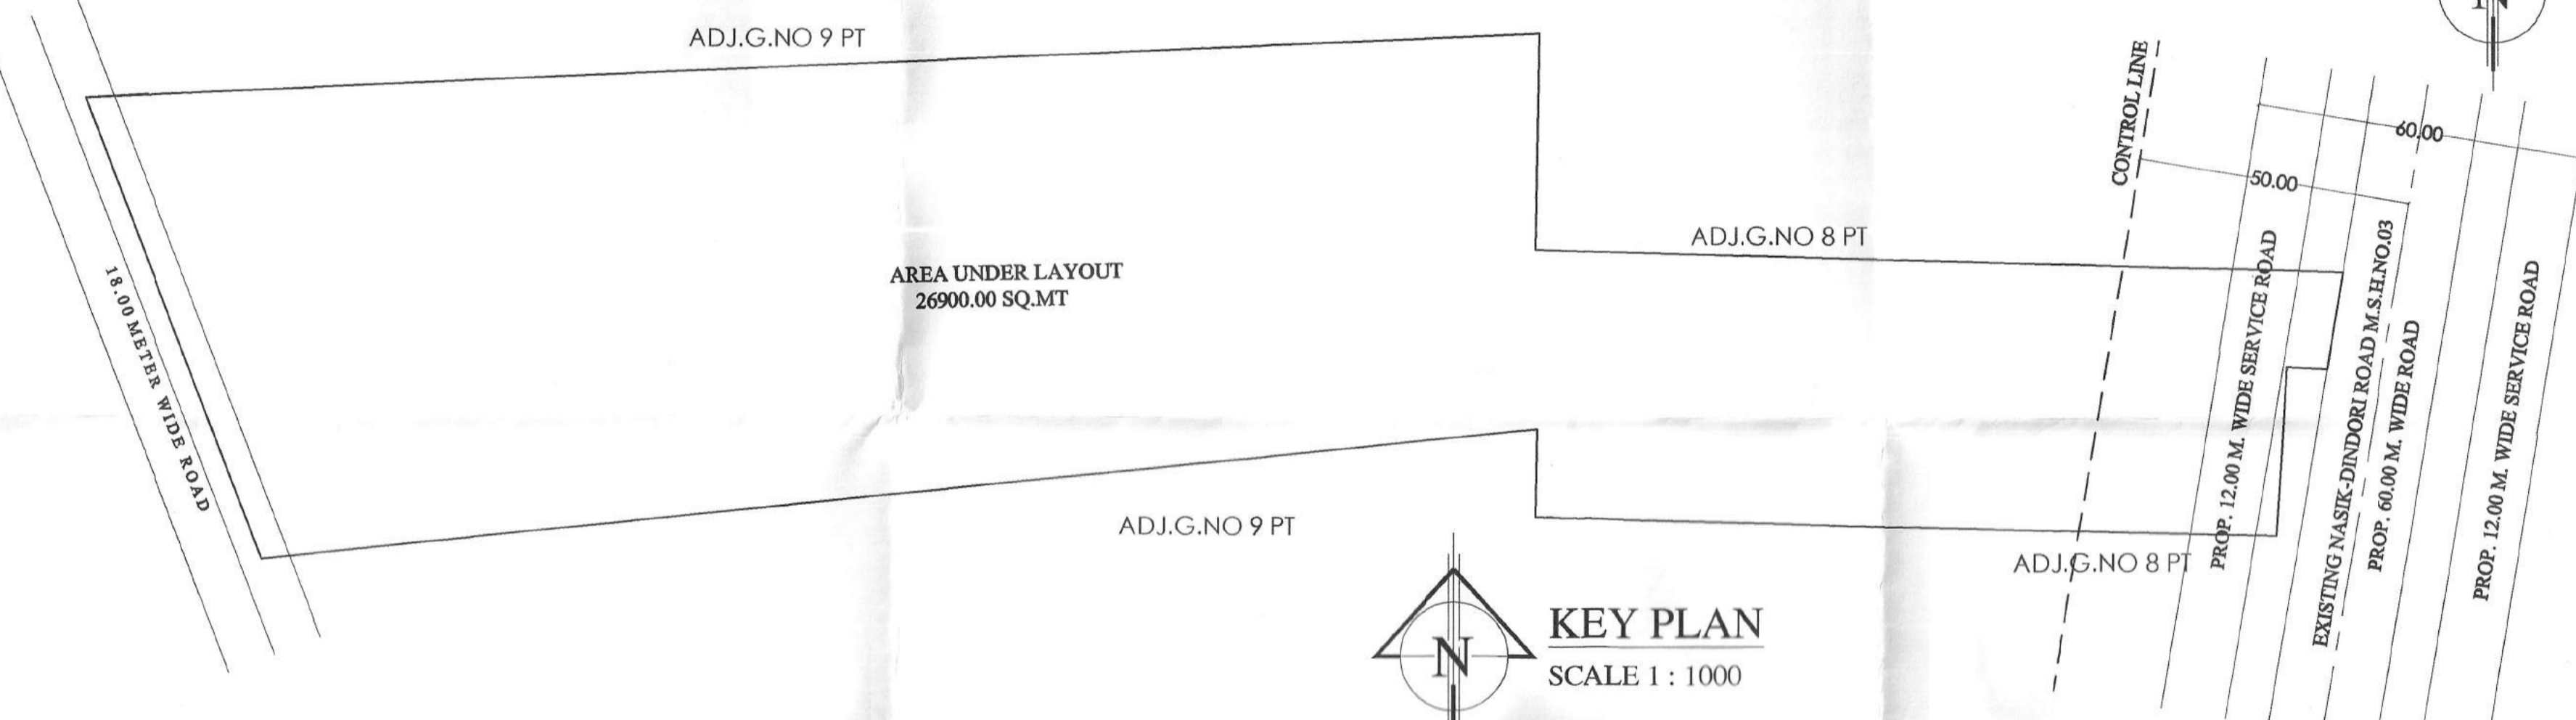 ADJ.G.NO 9 PT
N
CONTROL LINE
60.00
50.00
ADJ.G.NO 8 PT
18.00 METER WIDE ROAD
AREA UNDER LAYOUT
26900.00 SQ.MT
PROP. 12.00 M. WIDE SERVICE ROAD
EXISTING NASIK-DINDORI ROAD M.S.H.NO.03
PROP. 60.00 M. WIDE ROAD
PROP. 12.00 M. WIDE SERVICE ROAD
ADJ.G.NO 9 PT
ADJ.G.NO 8 PT
N
KEY PLAN
SCALE 1 : 1000